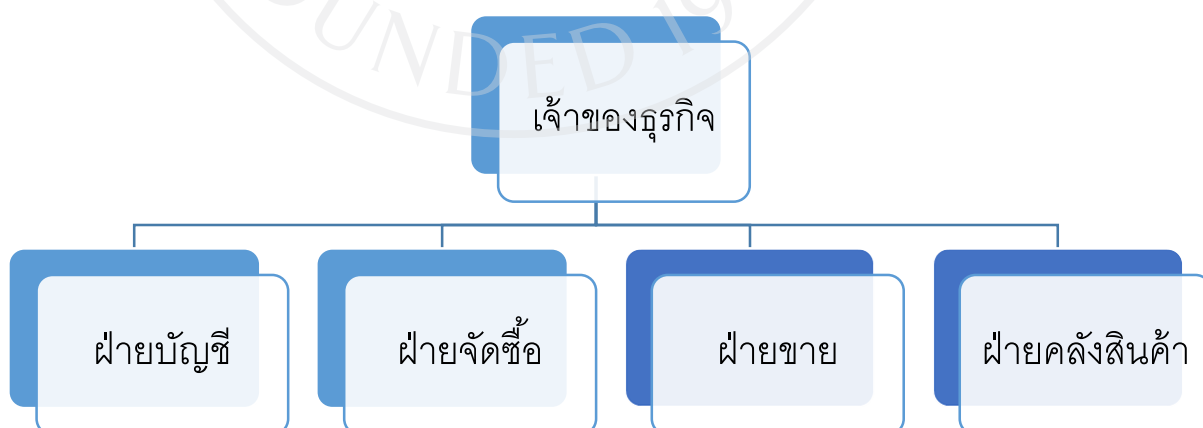 UNDED 19
เจ้าของธุรกิจ
ฝ่ายบัญชี
ฝ่ายจัดซื้อ
ฝ่ายขาย
ฝ่ายคลังสินค้า